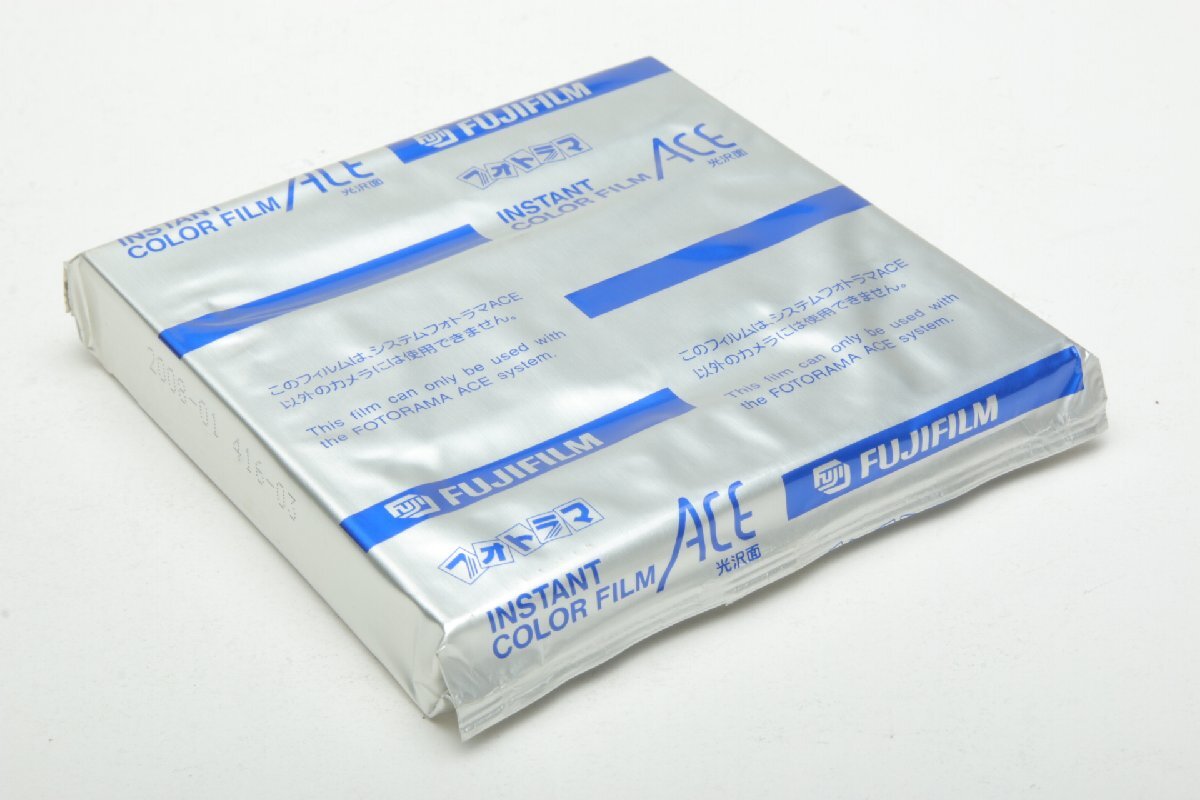 FUJI FUJIFILM
フォトラマ
INSTANT
COLOR FILM ACE
光沢面
INSTANT
COLOR FILM ACE
光沢面
このフィルムは、システムフォトラマACE
以外のカメラには使用できません。
This film can only be used with
the FOTORAMA ACE system.
このフィルムは、システムフォトラマACE
以外のカメラには使用できません。
This film can only be used with
the FOTORAMA ACE system.
FUJI FUJIFILM
フォトラマ
INSTANT
COLOR FILM ACE
光沢面
FUJI FUJIFILM